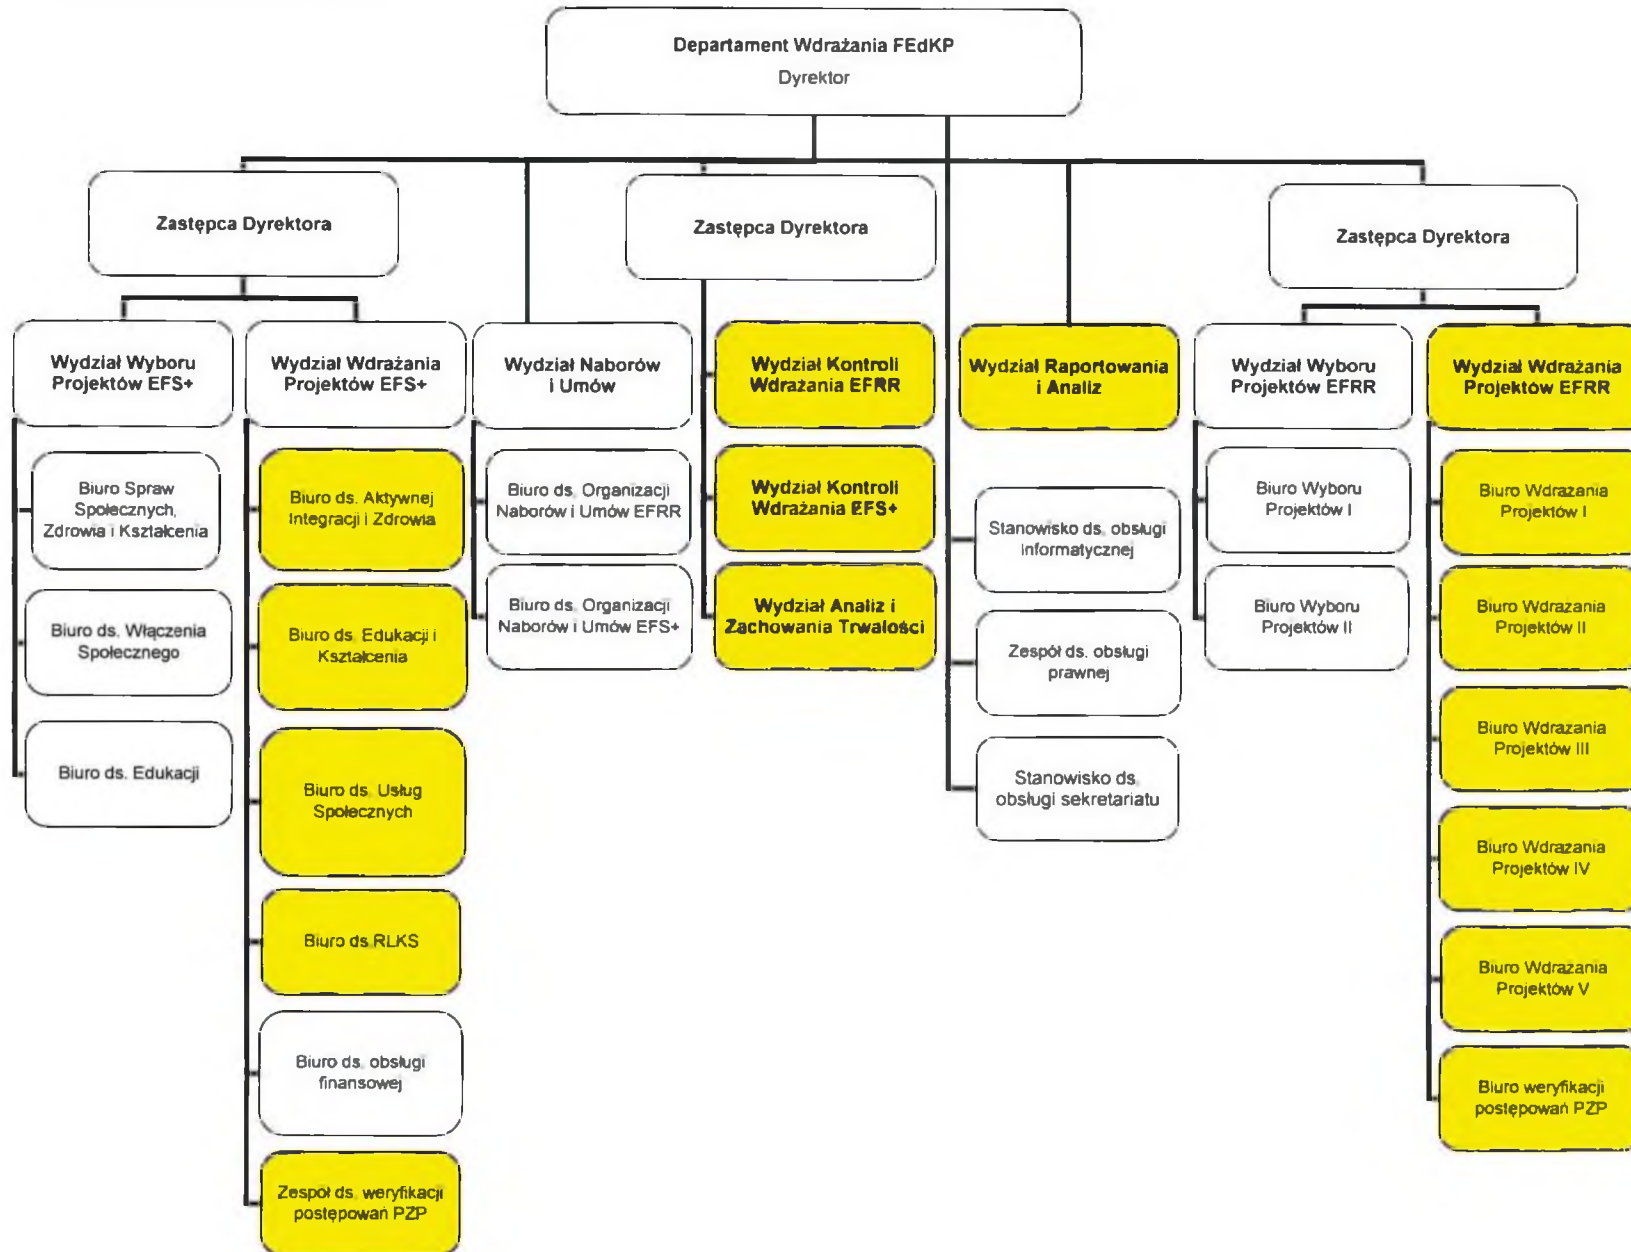 Departament Wdrażania FEdKP
Dyrektor
Zastępca Dyrektora
Zastępca Dyrektora
Zastępca Dyrektora
Wydział Wyboru
Projektów EFS+
Biuro Spraw
Społecznych,
Zdrowia i Kształcenia
Biuro ds. Włączenia
Społecznego
Biuro ds. Edukacji
Wydział Wdrażania
Projektów EFS+
Biuro ds. Aktywnej
Integracji i Zdrowia
Biuro ds. Edukacji i
Kształcenia
Biuro ds. Usług
Społecznych
Biuro ds.RLKS
Biuro ds. obsługi
finansowej
Zespół ds. weryfikacji
postępowań PZP
Wydział Naborów
i Umów
Biuro ds. Organizacji
Naborów i Umów EFRR
Biuro ds. Organizacji
Naborów i Umów EFS+
Wydział Kontroli
Wdrażania EFRR
Wydział Kontroli
Wdrażania EFS+
Wydział Analiz i
Zachowania Trwałości
Wydział Raportowania
i Analiz
Stanowisko ds. obsługi
informatycznej
Zespół ds. obsługi
prawnej
Stanowisko ds.
obsługi sekretariatu
Wydział Wyboru
Projektów EFRR
Biuro Wyboru
Projektów I
Biuro Wyboru
Projektów II
Wydział Wdrażania
Projektów EFRR
Biuro Wdrażania
Projektów I
Biuro Wdrażania
Projektów II
Biuro Wdrażania
Projektów III
Biuro Wdrażania
Projektów IV
Biuro Wdrażania
Projektów V
Biuro weryfikacji
postępowań PZP